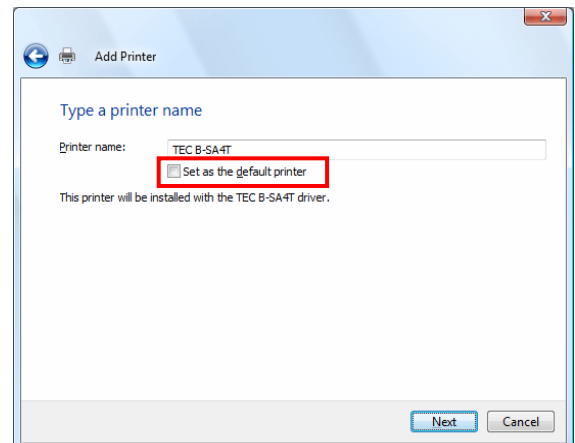 Add Printer
Type a printer name
Printer name: TEC B-SA4T
Set as the default printer
This printer will be installed with the TEC B-SA4T driver.
Next Cancel